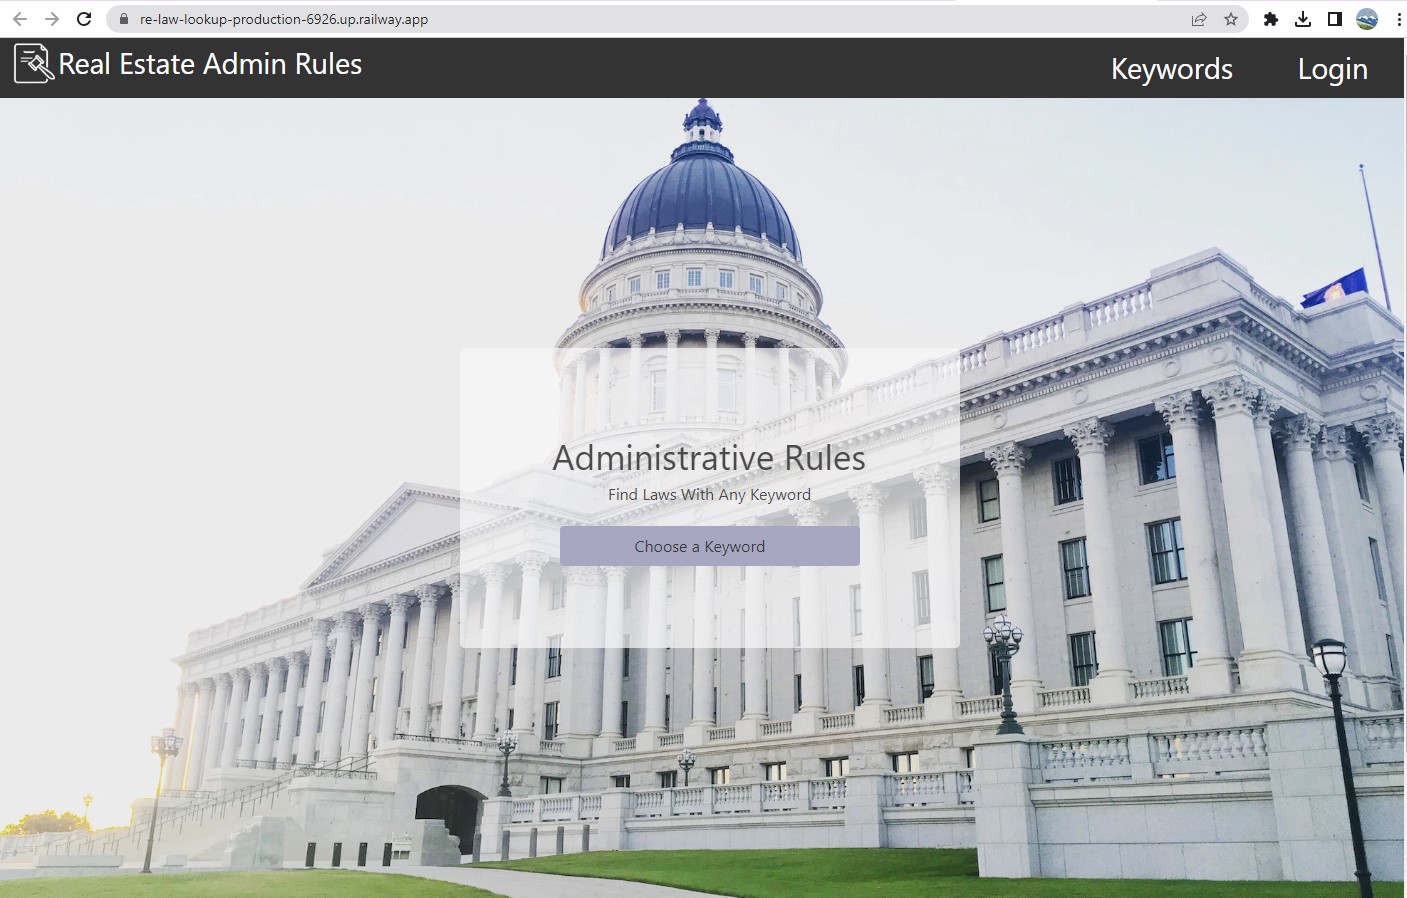 re-law-lookup-production-6926.up.railway.app
Real Estate Admin Rules
Keywords
Login
Administrative Rules
Find Laws With Any Keyword
Choose a Keyword